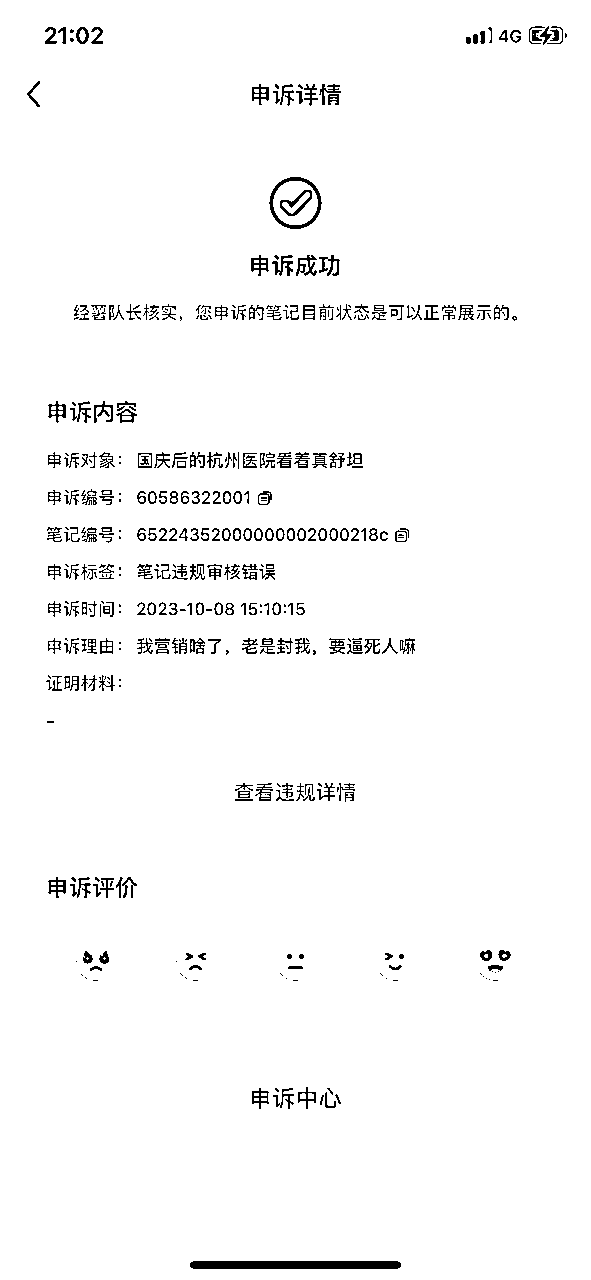 21:02
4G
申诉详情
申诉成功
经薯队长核实，您申诉的笔记目前状态是可以正常展示的。
申诉内容
申诉对象： 国庆后的杭州医院看着真舒坦
申诉编号： 60586322001
笔记编号： 65224352000000002000218c
申诉标签： 笔记违规审核错误
申诉时间： 2023-10-08 15:10:15
申诉理由： 我营销啥了，老是封我，要逼死人嘛
证明材料：
-
查看违规详情
申诉评价
申诉中心